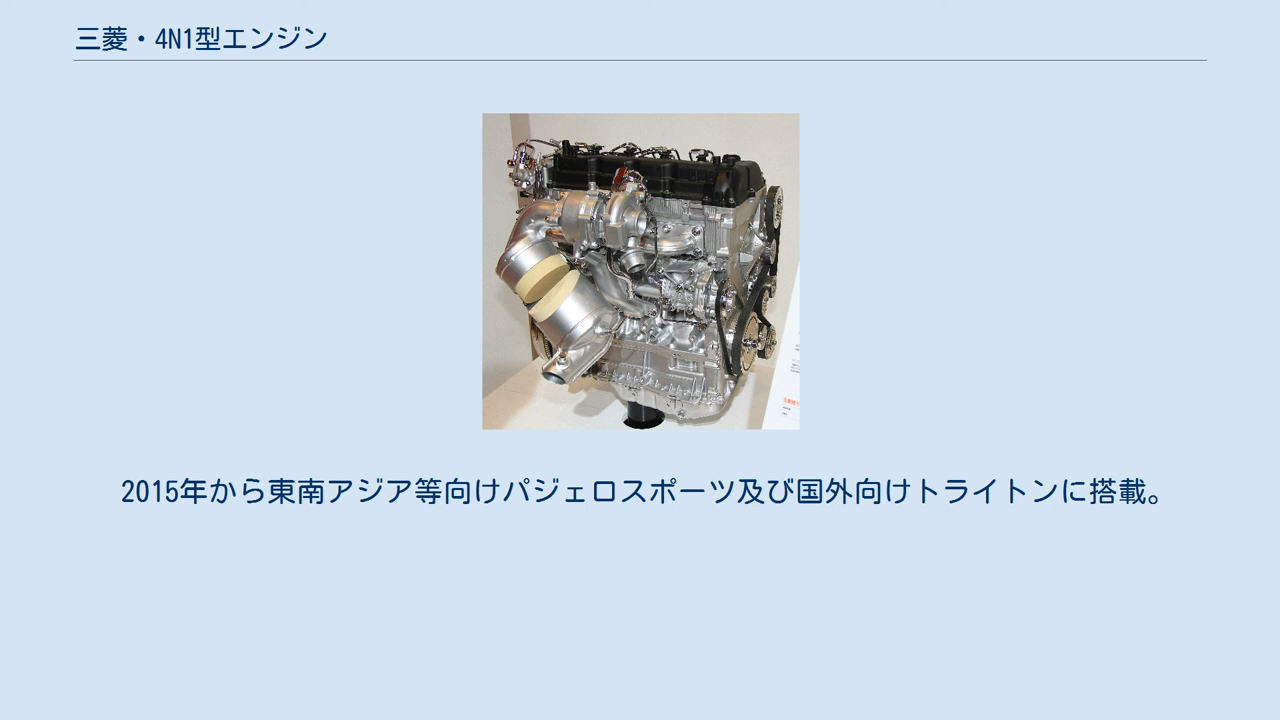 三菱・4N1型エンジン
2015年から東南アジア等向けパジェロスポーツ及び国外向けトライトンに搭載。